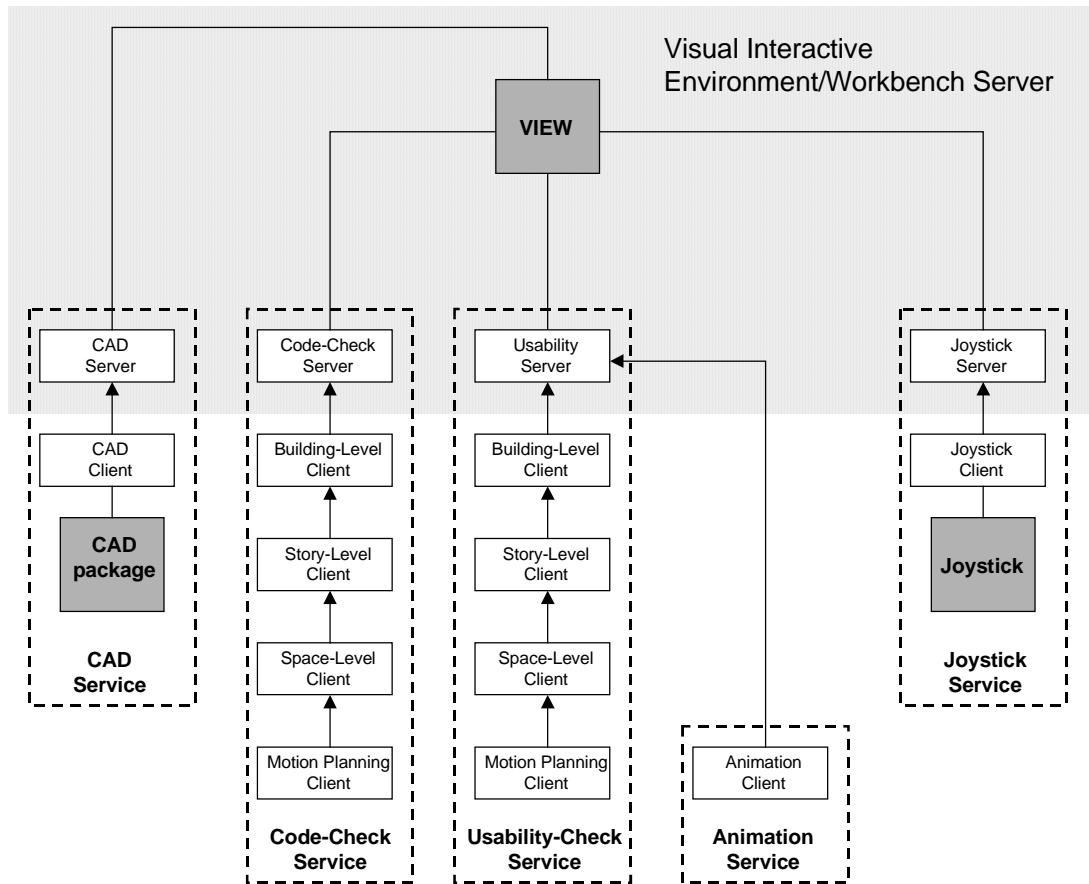 Visual Interactive
Environment/Workbench Server
VIEW
CAD
Server
Code-Check
Server
Usability
Server
Joystick
Server
CAD
Client
Building-Level
Client
Building-Level
Client
Joystick
Client
CAD
package
Story-Level
Client
Story-Level
Client
Joystick
CAD
Service
Space-Level
Client
Space-Level
Client
Joystick
Service
Motion Planning
Client
Motion Planning
Client
Animation
Client
Code-Check
Service
Usability-Check
Service
Animation
Service